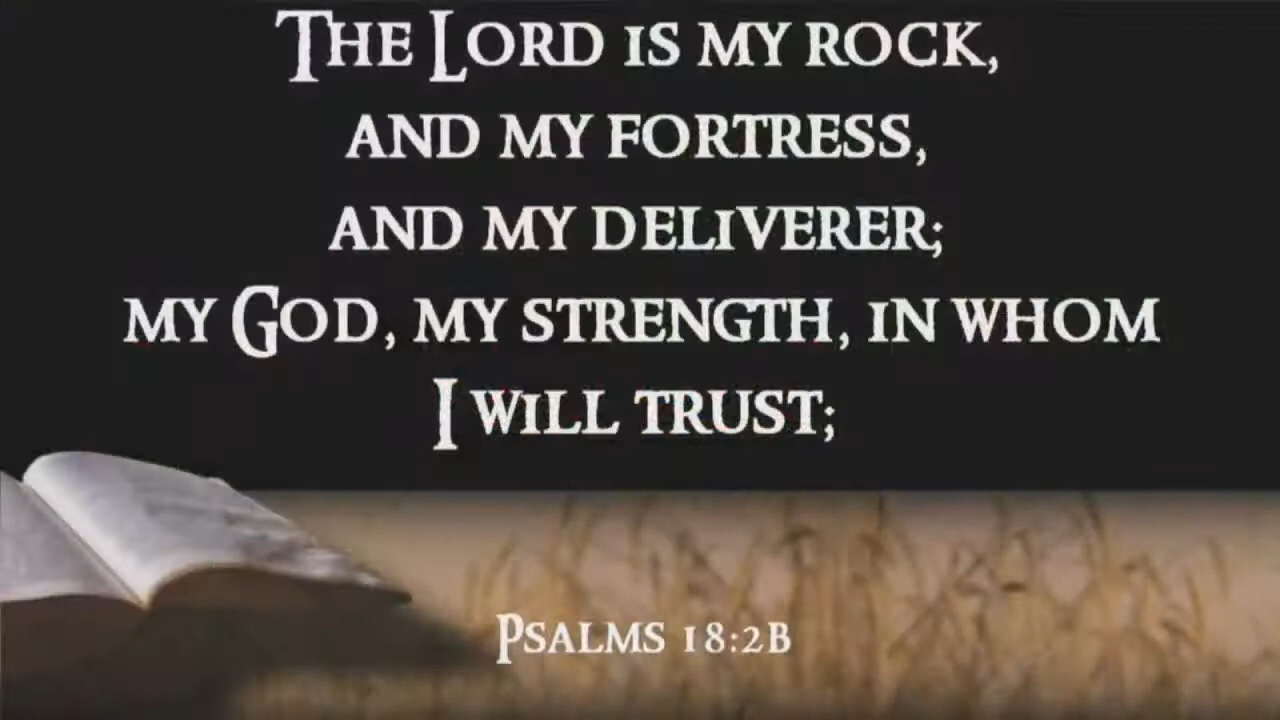 The Lord is my rock,
and my fortress,
and my deliverer;
my God, my strength, in whom
I will trust;
Psalms 18:2b